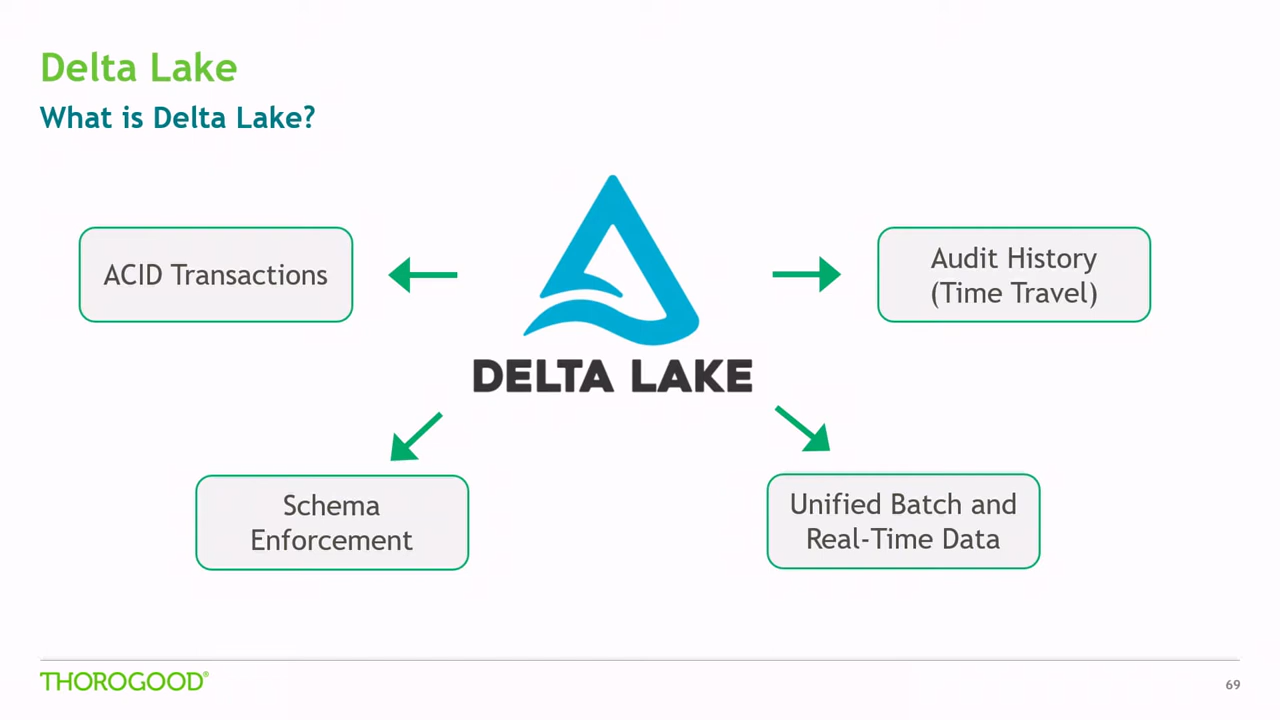 Delta Lake
What is Delta Lake?
ACID Transactions
Audit History
(Time Travel)
DELTA LAKE
Schema
Enforcement
Unified Batch and
Real-Time Data
THOROGOOD®
69